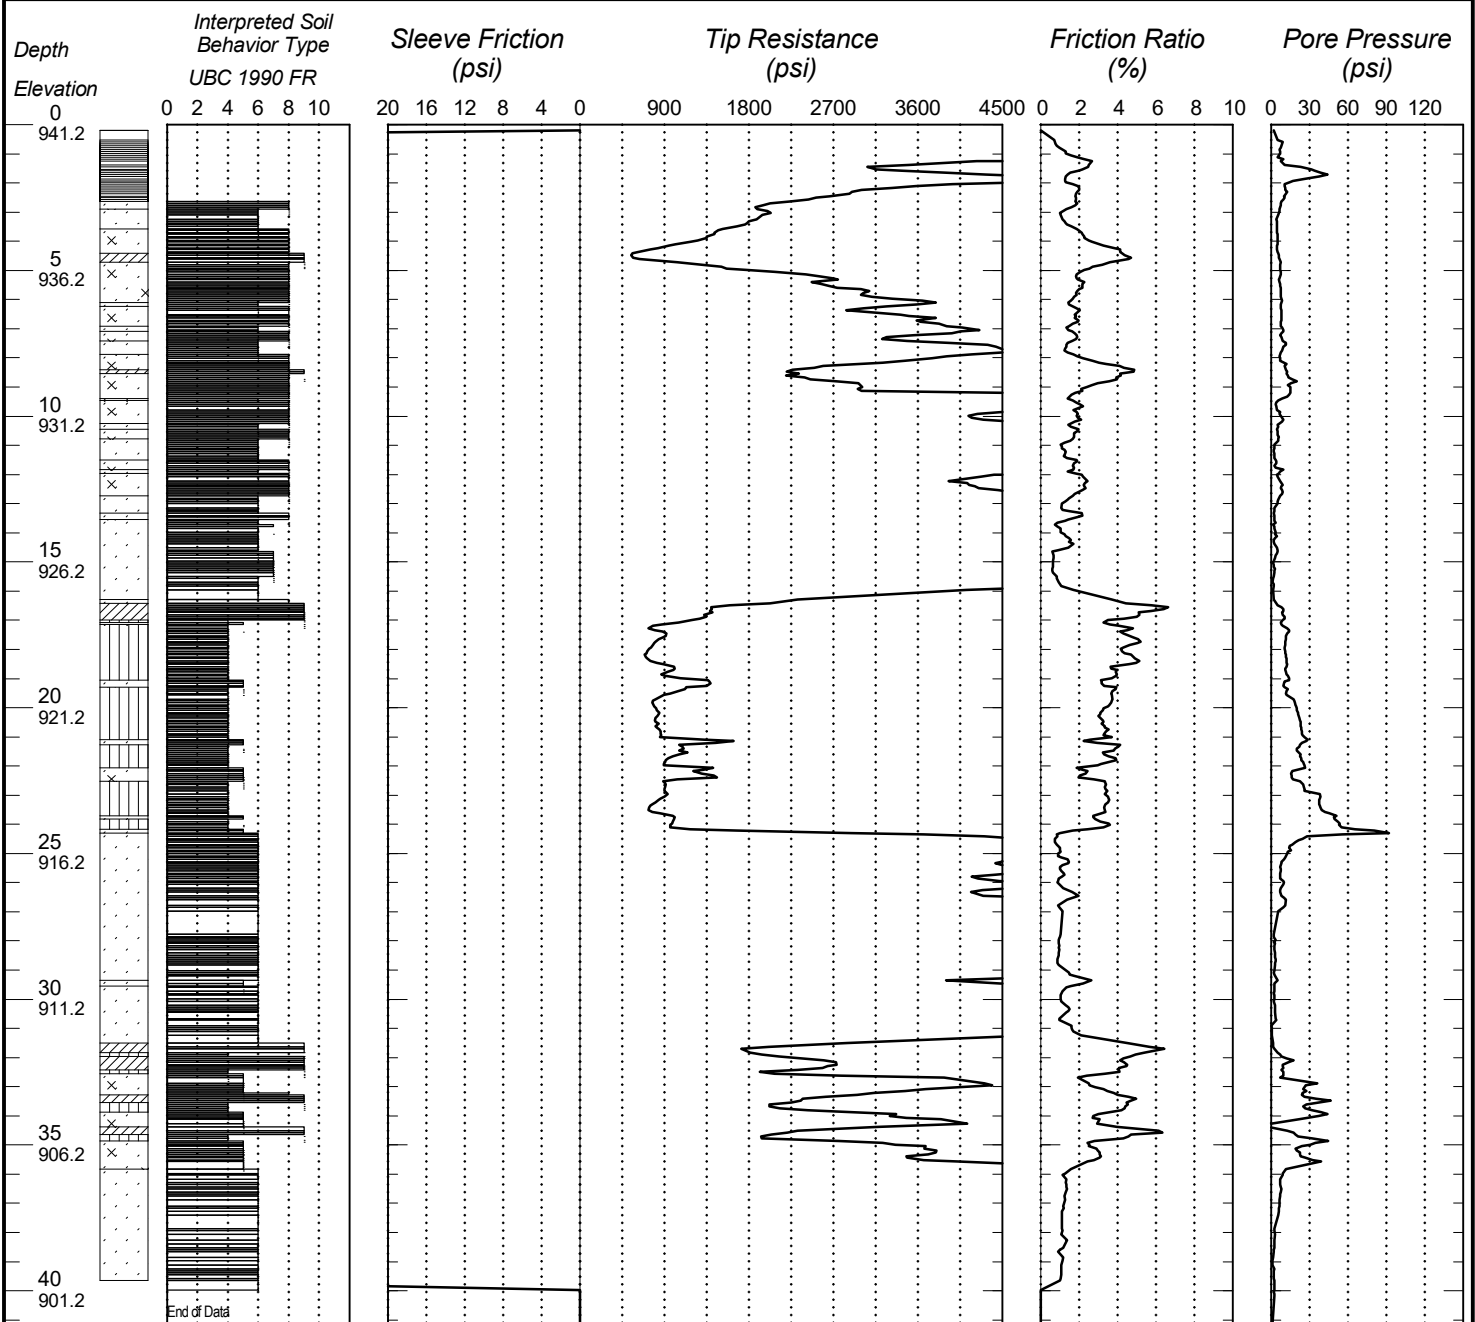 Depth
Elevation
Interpreted Soil
Behavior Type
UBC 1990 FR
Sleeve Friction
(psi)
Tip Resistance
(psi)
Friction Ratio
(%)
Pore Pressure
(psi)
0 2 4 6 8 10
20 16 12 8 4 0
900 1800 2700 3600 4500
0 2 4 6 8 10
0 30 60 90 120
0
941.2
5
936.2
10
931.2
15
926.2
20
921.2
25
916.2
30
911.2
35
906.2
40
901.2
End of Data